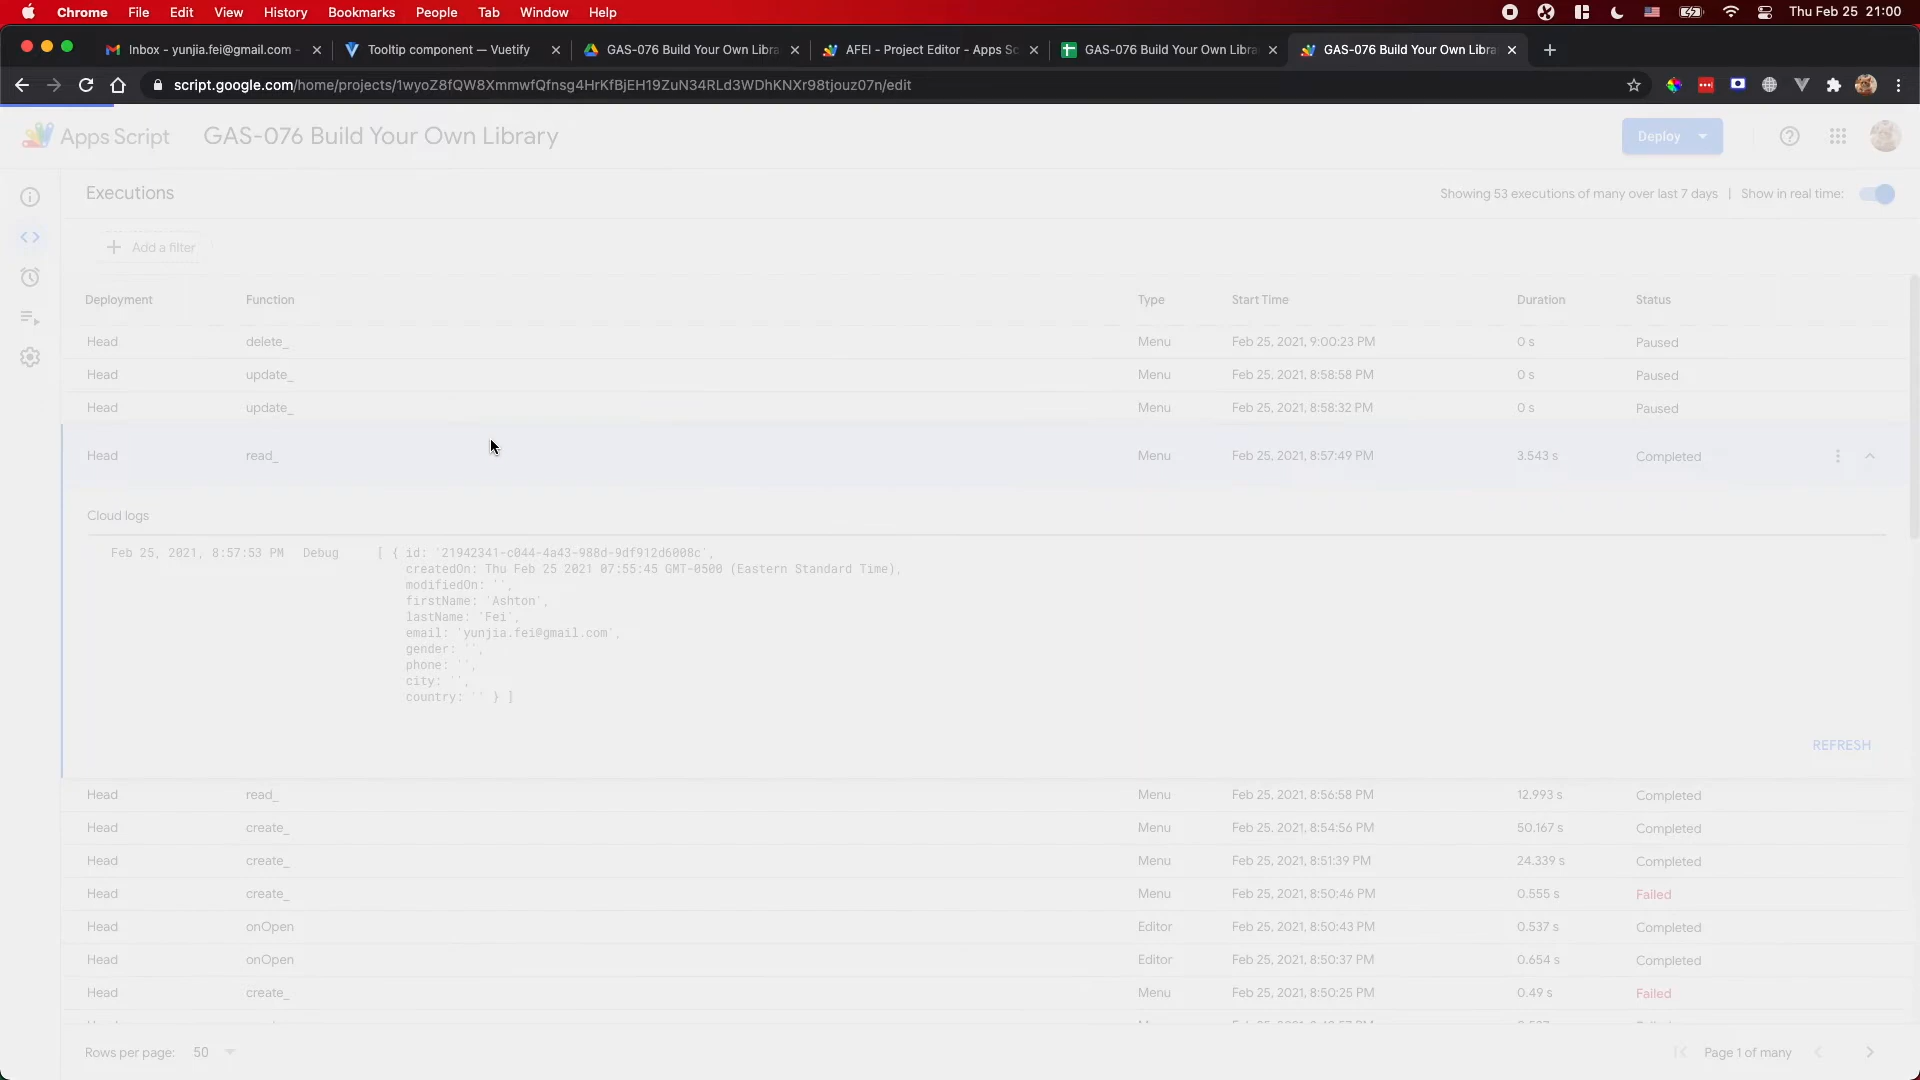 Chrome File Edit View History Bookmarks People Tab Window Help Thu Feb 25 21:00
Inbox - yunjia.fei@gmail.com - Tooltip component — Vuetify GAS-076 Build Your Own Libra AFEI - Project Editor - Apps Sc GAS-076 Build Your Own Libra GAS-076 Build Your Own Libra
script.google.com/home/projects/1wyoZ8fQW8XmmwfQfnsg4HrKfBjEH19ZuN34RLd3WDhKNXr98tjouz07n/edit
Apps Script GAS-076 Build Your Own Library Deploy
Executions Showing 53 executions of many over last 7 days | Show in real time:
Add a filter
Deployment Function Type Start Time Duration Status
Head delete_ Menu Feb 25, 2021, 9:00:23 PM 0 s Paused
Head update_ Menu Feb 25, 2021, 8:58:58 PM 0 s Paused
Head update_ Menu Feb 25, 2021, 8:58:32 PM 0 s Paused
Head read_ Menu Feb 25, 2021, 8:57:49 PM 3.543 s Completed
Cloud logs
Feb 25, 2021, 8:57:53 PM Debug [ { id: '21942341-c044-4a43-988d-9df912d6008c',
createdOn: Thu Feb 25 2021 07:55:45 GMT-0500 (Eastern Standard Time),
modifiedOn: '',
firstName: 'Ashton',
lastName: 'Fei',
email: 'yunjia.fei@gmail.com',
gender: '',
phone: '',
city: '',
country: '' } ]
REFRESH
Head read_ Menu Feb 25, 2021, 8:56:58 PM 12.993 s Completed
Head create_ Menu Feb 25, 2021, 8:54:56 PM 50.167 s Completed
Head create_ Menu Feb 25, 2021, 8:51:39 PM 24.339 s Completed
Head create_ Menu Feb 25, 2021, 8:50:46 PM 0.555 s Failed
Head onOpen Editor Feb 25, 2021, 8:50:43 PM 0.537 s Completed
Head onOpen Editor Feb 25, 2021, 8:50:37 PM 0.654 s Completed
Head create_ Menu Feb 25, 2021, 8:50:25 PM 0.49 s Failed
Rows per page: 50 Page 1 of many